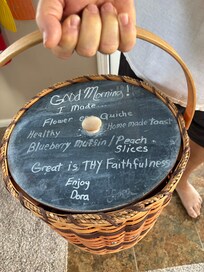 Good Morning!
I made....
Flower Quiche
Healthy Home made Toast
Blueberry muffin/Peach
Slices
Great is THY Faithfulness
Enjoy
Dora